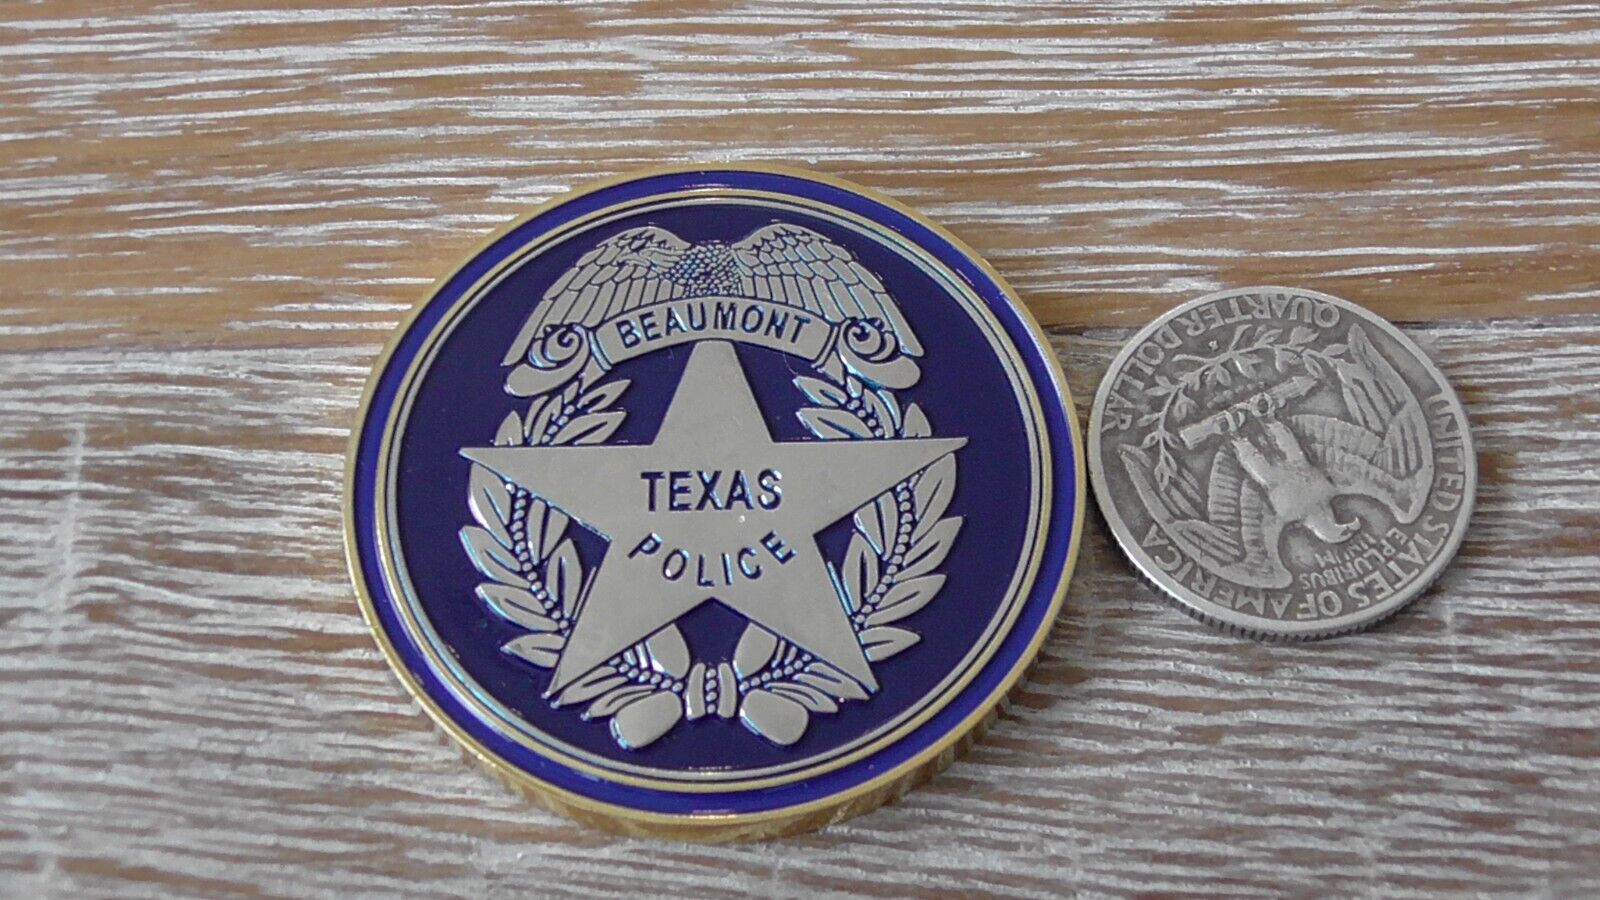 BEAUMONT
TEXAS
POLICE
UNITED STATES OF AMERICA
E PLURIBUS
UNUM
QUARTER DOLLAR